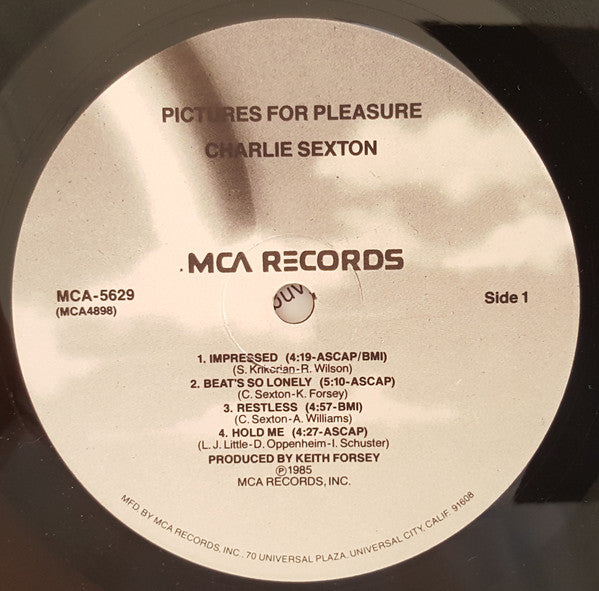 PICTURES FOR PLEASURE
CHARLIE SEXTON
MCA RECORDS
MCA-5629
(MCA4898)
Side 1
1. IMPRESSED (4:19-ASCAP/BMI)
(S. Krikorian-R. Wilson)
2. BEAT'S SO LONELY (5:10-ASCAP)
(C. Sexton-K. Forsey)
3. RESTLESS (4:57-BMI)
(C. Sexton-A. Williams)
4. HOLD ME (4:27-ASCAP)
(L. J. Little-D. Oppenheim-I. Schuster)
PRODUCED BY KEITH FORSEY
Ⓟ1985
MCA RECORDS, INC.
MFD. BY MCA RECORDS, INC., 70 UNIVERSAL PLAZA, UNIVERSAL CITY, CALIF. 91608